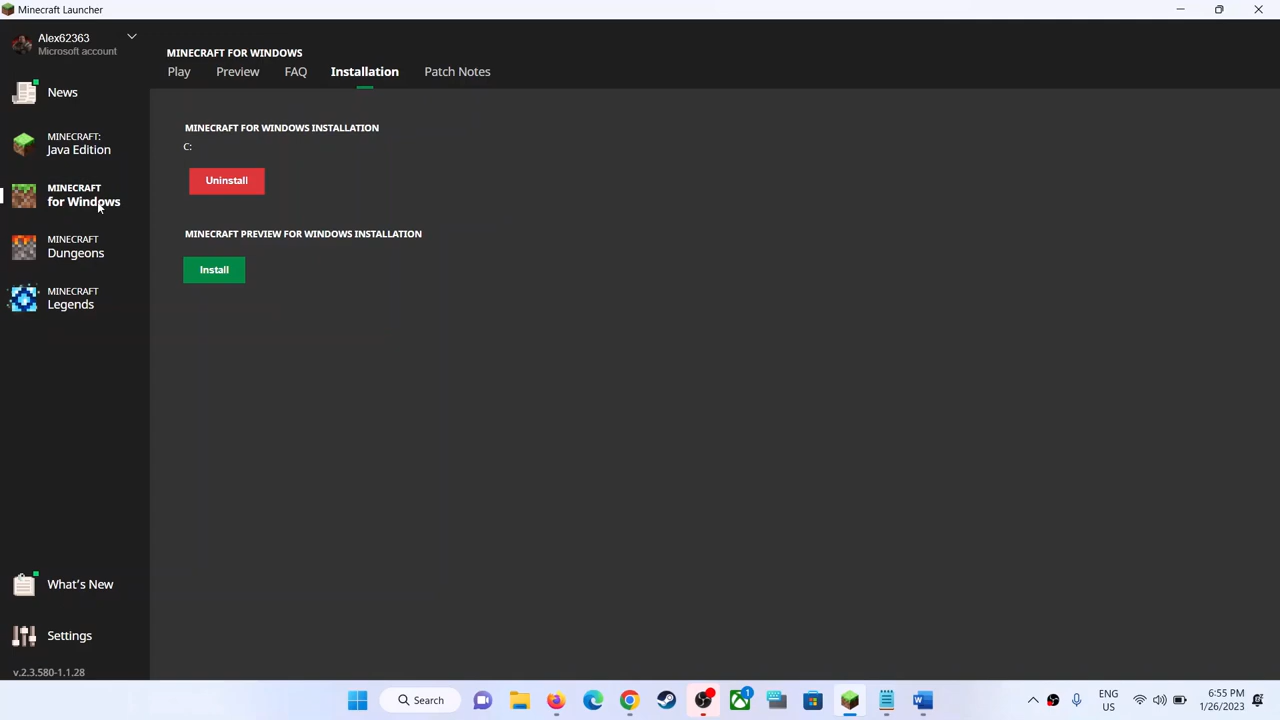 Minecraft Launcher
Alex62363
Microsoft account
News
MINECRAFT:
Java Edition
MINECRAFT
for Windows
MINECRAFT
Dungeons
MINECRAFT
Legends
What's New
Settings
v.2.3.580-1.1.28
MINECRAFT FOR WINDOWS
Play Preview FAQ Installation Patch Notes
MINECRAFT FOR WINDOWS INSTALLATION
C:
Uninstall
MINECRAFT PREVIEW FOR WINDOWS INSTALLATION
Install
Search
1
W
ENG
US
6:55 PM
1/26/2023